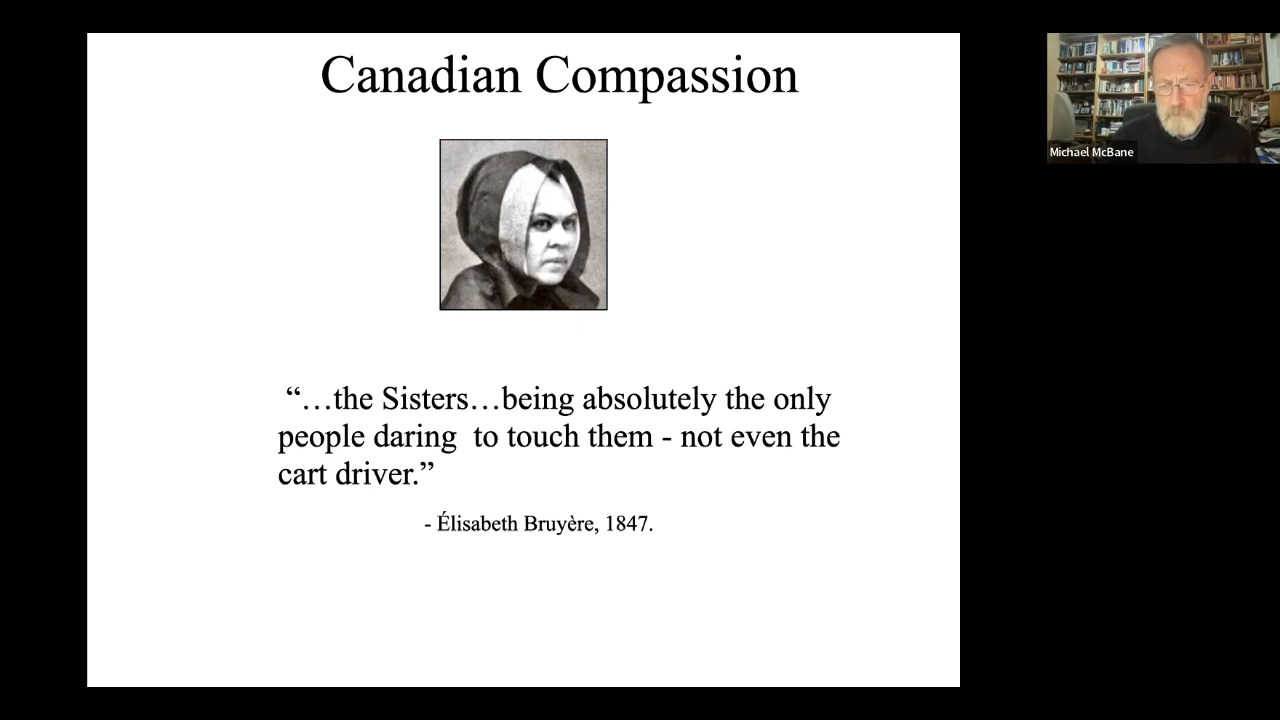 Canadian Compassion
“…the Sisters…being absolutely the only
people daring  to touch them - not even the
cart driver.”
- Élisabeth Bruyère, 1847.
Michael McBane